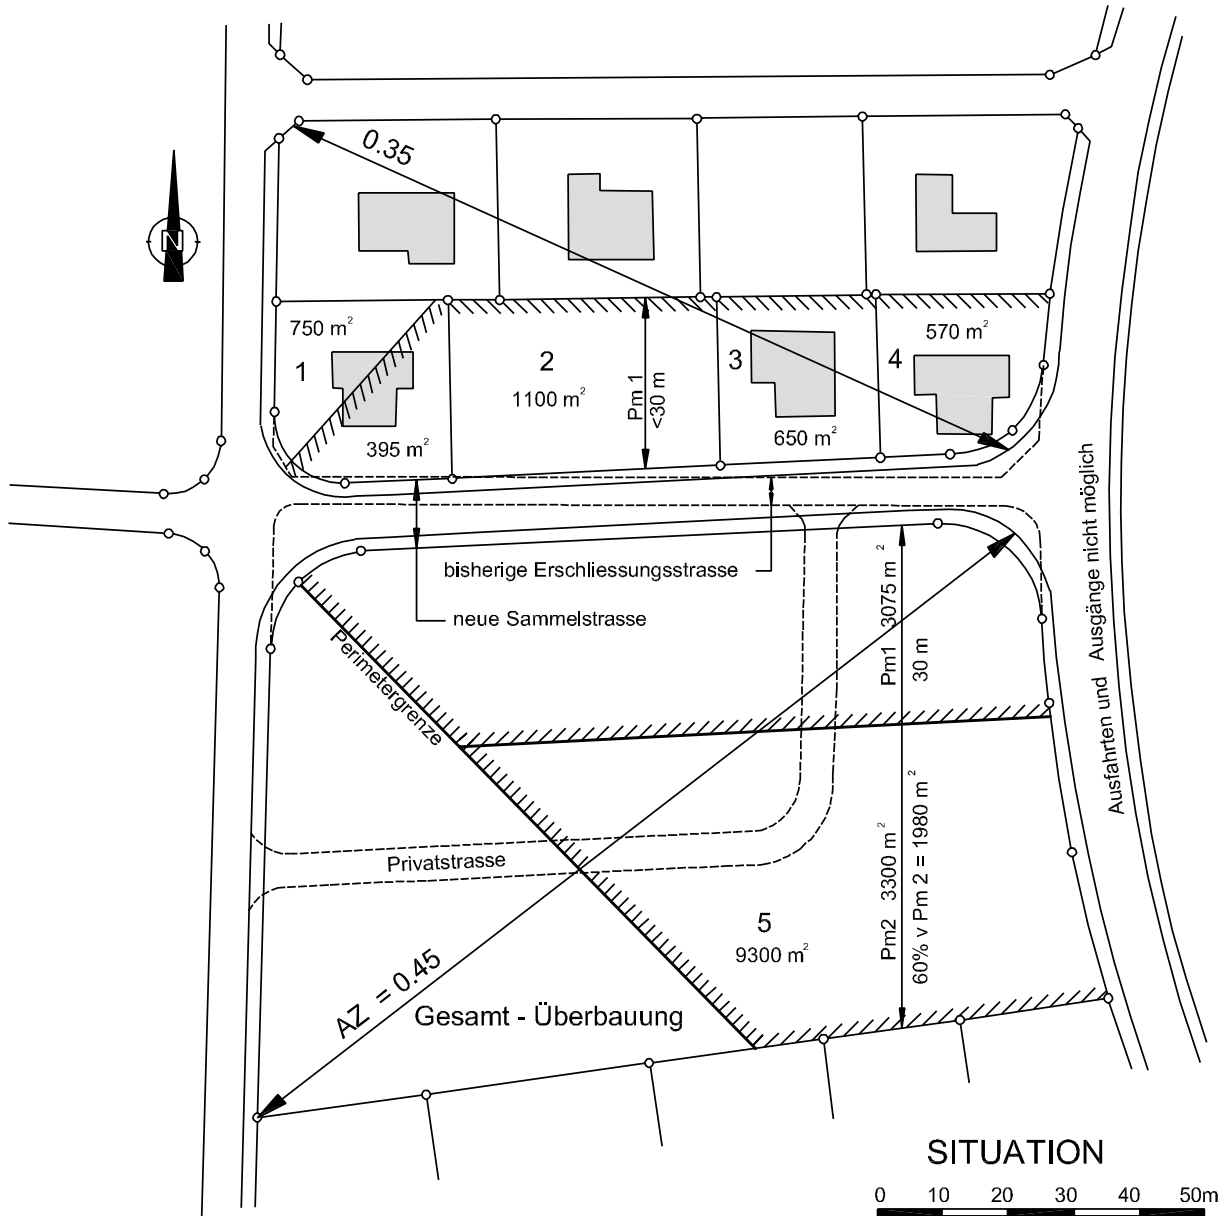 0.35
N
750 m²
1
395 m²
2
1100 m²
Pm 1
<30 m
3
650 m²
570 m²
4
Ausfahrten und Ausgänge nicht möglich
bisherige Erschliessungsstrasse
neue Sammelstrasse
Perimetergrenze
Pm1 3075 m²
30 m
Privatstrasse
5
9300 m²
Pm2 3300 m²
60% v Pm 2 = 1980 m²
AZ = 0.45
Gesamt - Überbauung
SITUATION
0 10 20 30 40 50m